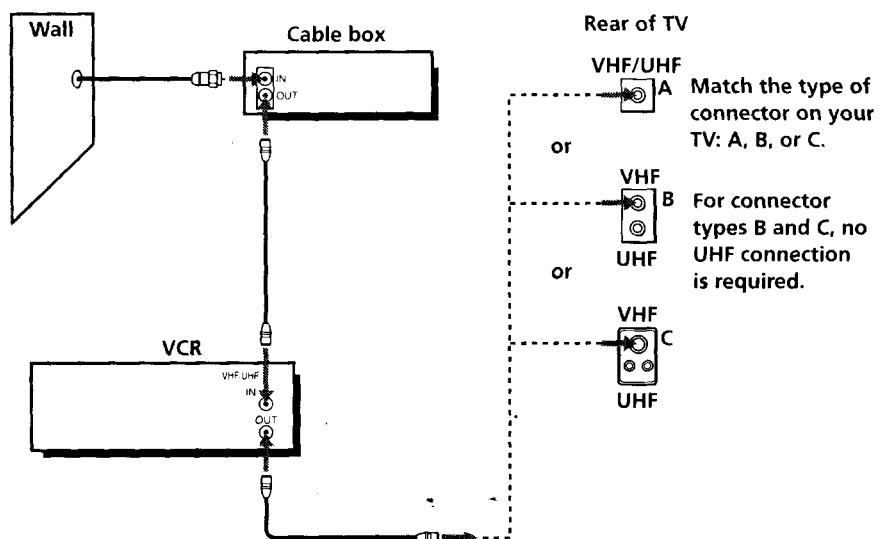 Wall
Cable box
IN
OUT
VCR
VHF/UHF
IN
OUT
Rear of TV
VHF/UHF
A
Match the type of
connector on your
TV: A, B, or C.
or
VHF
B
UHF
For connector
types B and C, no
UHF connection
is required.
or
VHF
C
UHF